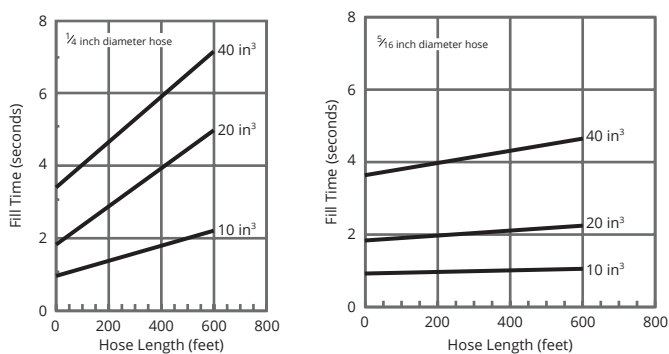 ¼ inch diameter hose
Fill Time (seconds)
8
6
4
2
0
40 in³
20 in³
10 in³
0 200 400 600 800
Hose Length (feet)
5⁄16 inch diameter hose
Fill Time (seconds)
8
6
4
2
0
40 in³
20 in³
10 in³
0 200 400 600 800
Hose Length (feet)